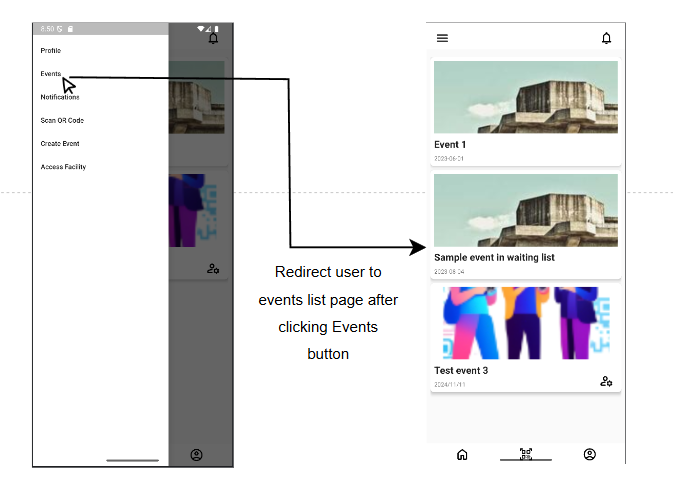 8:50
Profile
Events
Notifications
Scan QR Code
Create Event
Access Facility
Redirect user to
events list page after
clicking Events
button
Event 1
2023-06-01
Sample event in waiting list
2023-08-04
Test event 3
2024/11/11